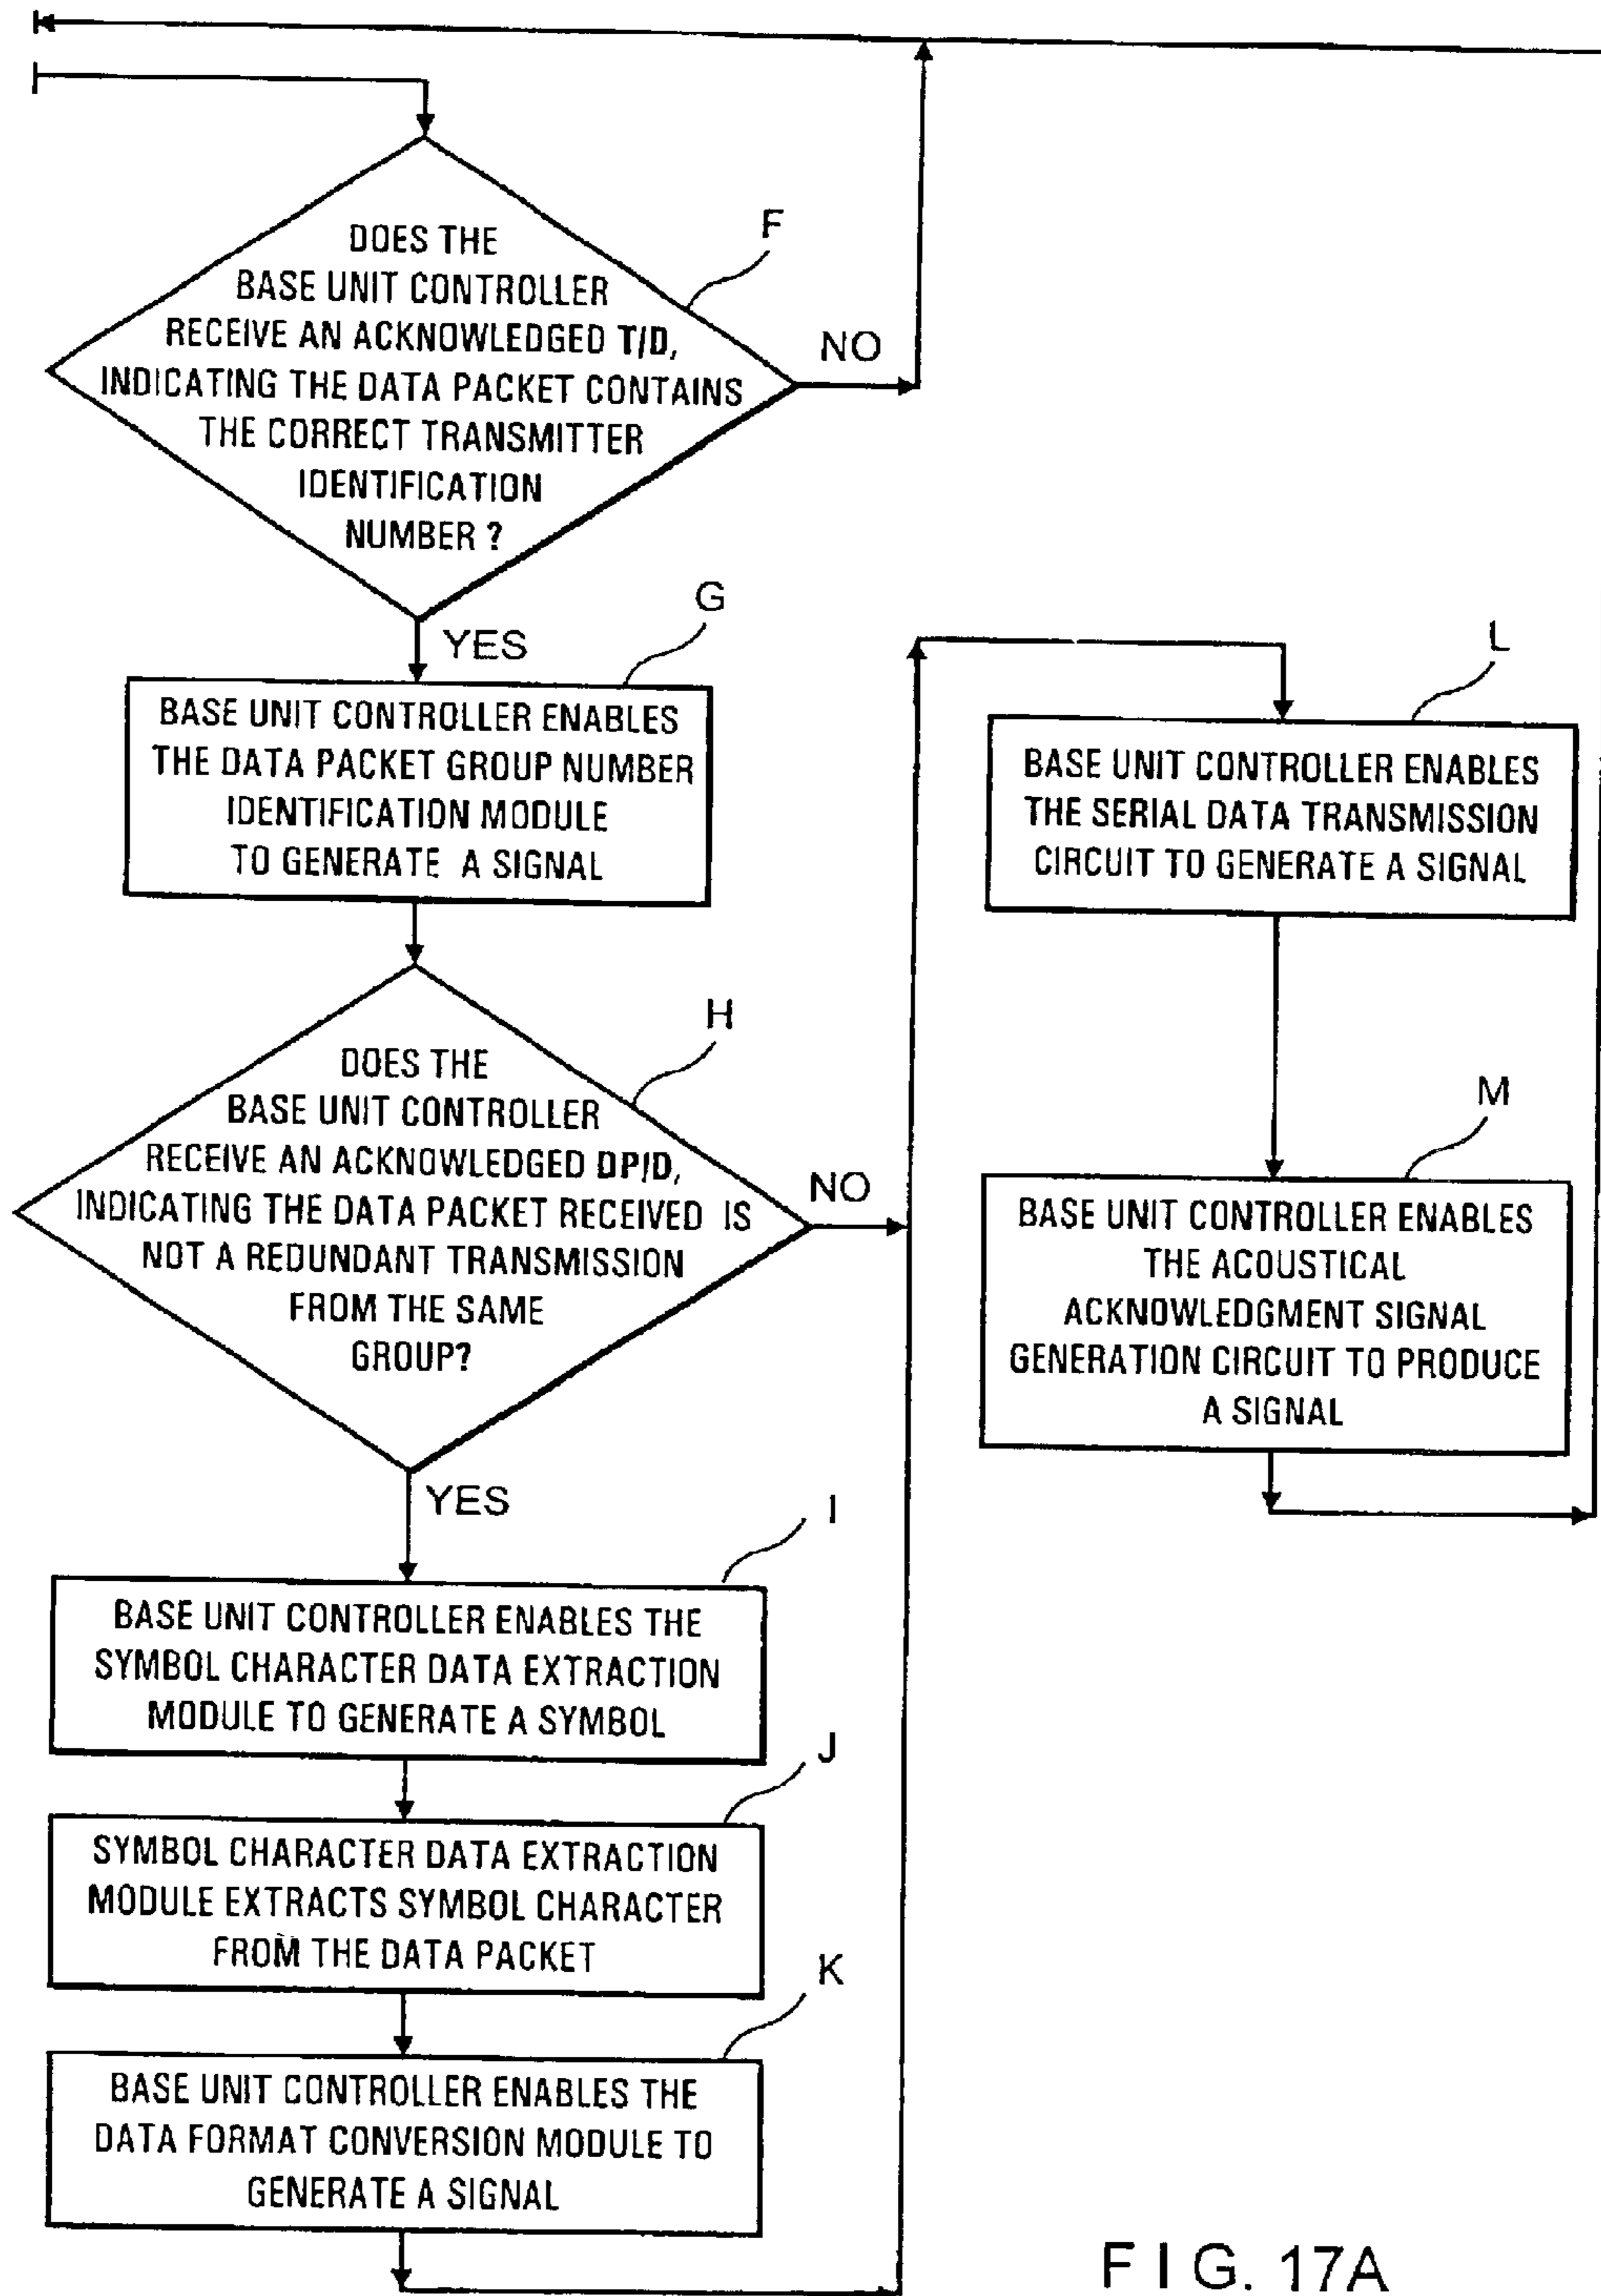 F
DOES THE
BASE UNIT CONTROLLER
RECEIVE AN ACKNOWLEDGED T/D,
INDICATING THE DATA PACKET CONTAINS
THE CORRECT TRANSMITTER
IDENTIFICATION
NUMBER ?
NO
YES
G
BASE UNIT CONTROLLER ENABLES
THE DATA PACKET GROUP NUMBER
IDENTIFICATION MODULE
TO GENERATE A SIGNAL
H
DOES THE
BASE UNIT CONTROLLER
RECEIVE AN ACKNOWLEDGED DP/D,
INDICATING THE DATA PACKET RECEIVED IS
NOT A REDUNDANT TRANSMISSION
FROM THE SAME
GROUP?
NO
YES
I
BASE UNIT CONTROLLER ENABLES THE
SYMBOL CHARACTER DATA EXTRACTION
MODULE TO GENERATE A SYMBOL
J
SYMBOL CHARACTER DATA EXTRACTION
MODULE EXTRACTS SYMBOL CHARACTER
FROM THE DATA PACKET
K
BASE UNIT CONTROLLER ENABLES THE
DATA FORMAT CONVERSION MODULE TO
GENERATE A SIGNAL
L
BASE UNIT CONTROLLER ENABLES
THE SERIAL DATA TRANSMISSION
CIRCUIT TO GENERATE A SIGNAL
M
BASE UNIT CONTROLLER ENABLES
THE ACOUSTICAL
ACKNOWLEDGMENT SIGNAL
GENERATION CIRCUIT TO PRODUCE
A SIGNAL
FIG. 17A